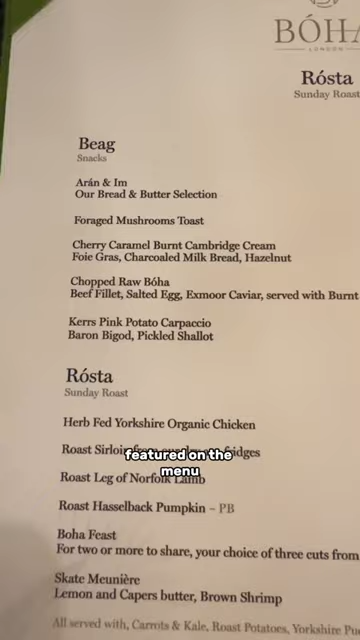 BÓHA
LONDON
Rósta
Sunday Roast
Beag
Snacks
Arán & Im
Our Bread & Butter Selection
Foraged Mushrooms Toast
Cherry Caramel Burnt Cambridge Cream
Foie Gras, Charcoaled Milk Bread, Hazelnut
Chopped Raw Bóha
Beef Fillet, Salted Egg, Exmoor Caviar, served with Burnt
Kerrs Pink Potato Carpaccio
Baron Bigod, Pickled Shallot
Rósta
Sunday Roast
Herb Fed Yorkshire Organic Chicken
Roast Sirloin
featured on the
menu
Roast Leg of Norfolk Lamb
Roast Hasselback Pumpkin – PB
Boha Feast
For two or more to share, your choice of three cuts from
Skate Meunière
Lemon and Capers butter, Brown Shrimp
All served with, Carrots & Kale, Roast Potatoes, Yorkshire